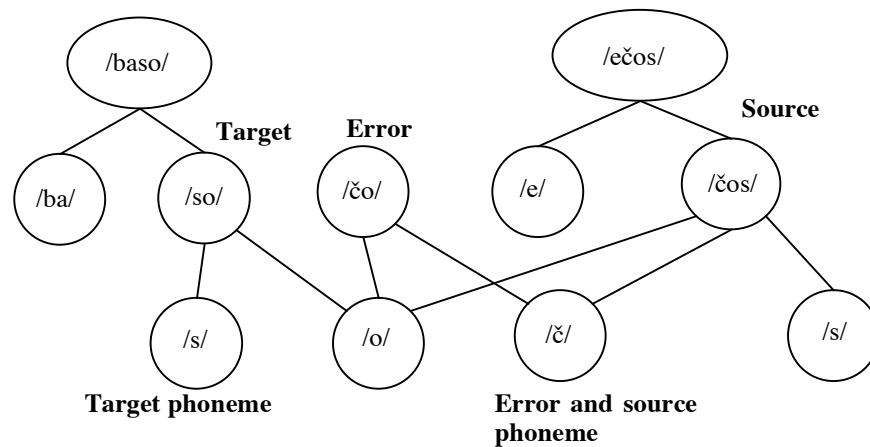 /baso/ /ečos/
Target Error Source
/ba/ /so/ /čo/ /e/ /čos/
/s/ /o/ /č/ /s/
Target phoneme Error and source
phoneme